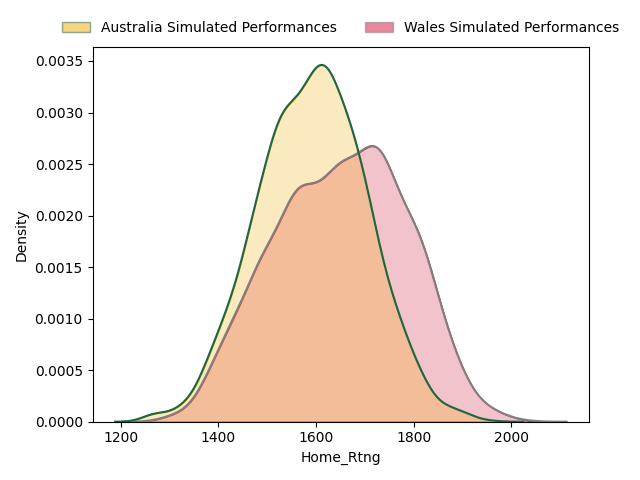 Australia Simulated Performances Wales Simulated Performances
0.0035
0.0030
0.0025
0.0020
0.0015
0.0010
0.0005
0.0000
Density
1200 1400 1600 1800 2000
Home_Rtng